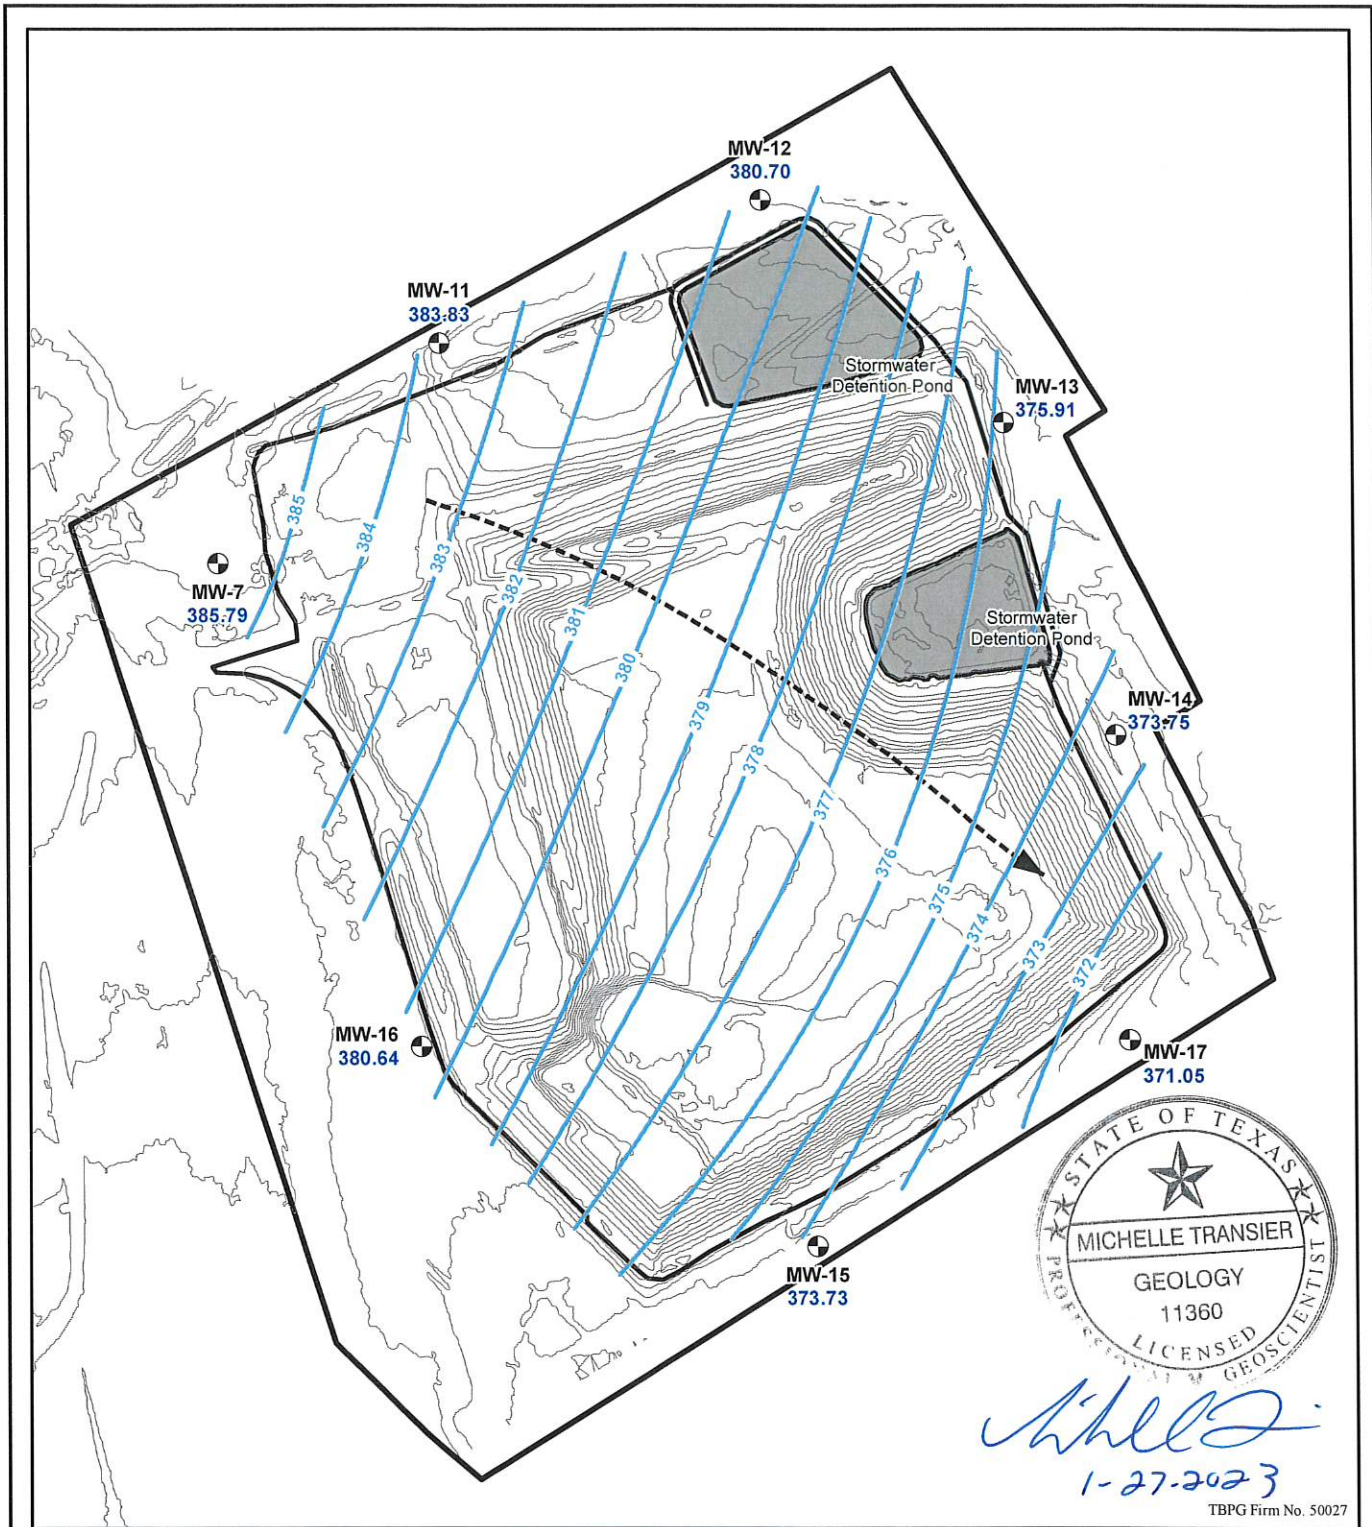 MW-12
380.70
MW-11
383.83
Stormwater
Detention Pond
MW-13
375.91
385
384
383
382
381
380
379
378
377
376
375
374
373
372
MW-7
385.79
Stormwater
Detention Pond
MW-14
373.75
MW-16
380.64
MW-17
371.05
MW-15
373.73
STATE OF TEXAS
MICHELLE TRANSIER
GEOLOGY
11360
LICENSED
PROFESSIONAL GEOSCIENTIST
1-27-2023
TBPG Firm No. 50027